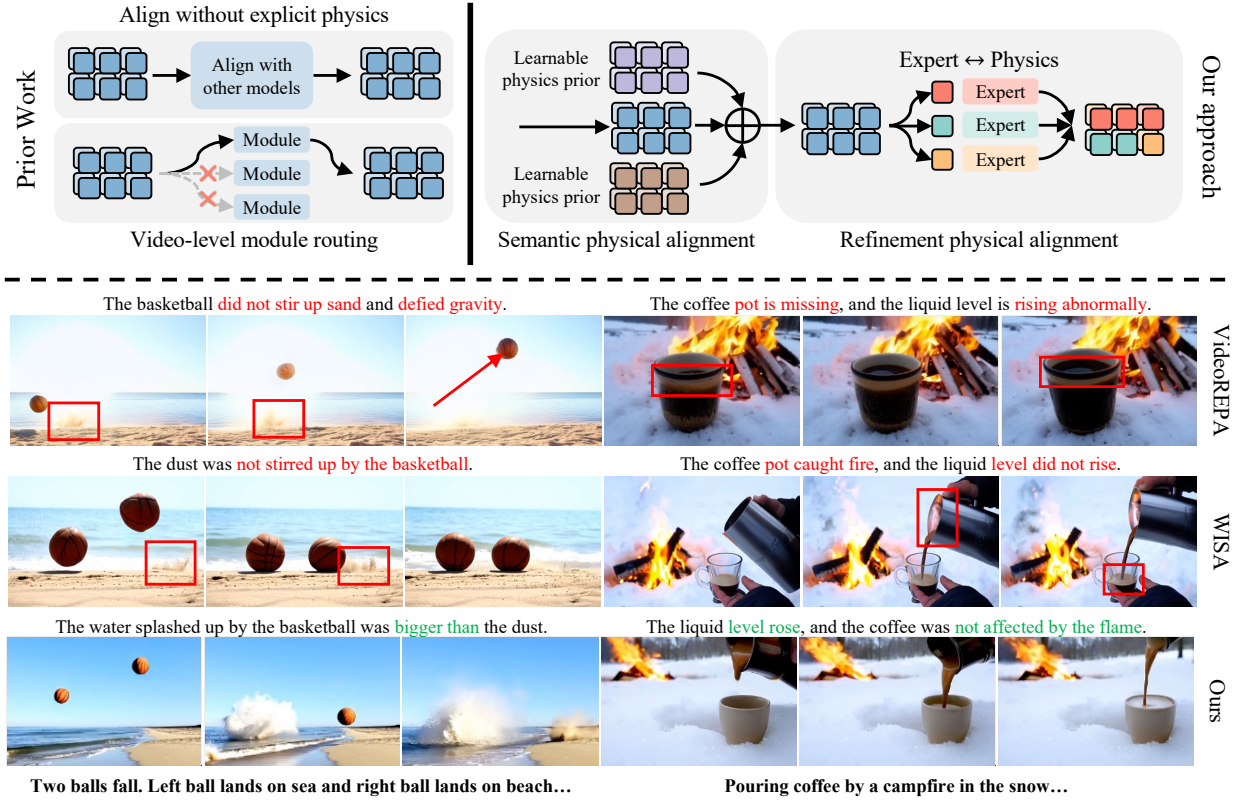 Align without explicit physics
Prior Work
Align with
other models
Module
Module
Module
Video-level module routing
Learnable
physics prior
Learnable
physics prior
Semantic physical alignment
Expert ↔ Physics
Expert
Expert
Expert
Refinement physical alignment
Our approach
The basketball did not stir up sand and defied gravity.
The coffee pot is missing, and the liquid level is rising abnormally.
VideoREPA
The dust was not stirred up by the basketball.
The coffee pot caught fire, and the liquid level did not rise.
WISA
The water splashed up by the basketball was bigger than the dust.
The liquid level rose, and the coffee was not affected by the flame.
Ours
Two balls fall. Left ball lands on sea and right ball lands on beach…
Pouring coffee by a campfire in the snow…